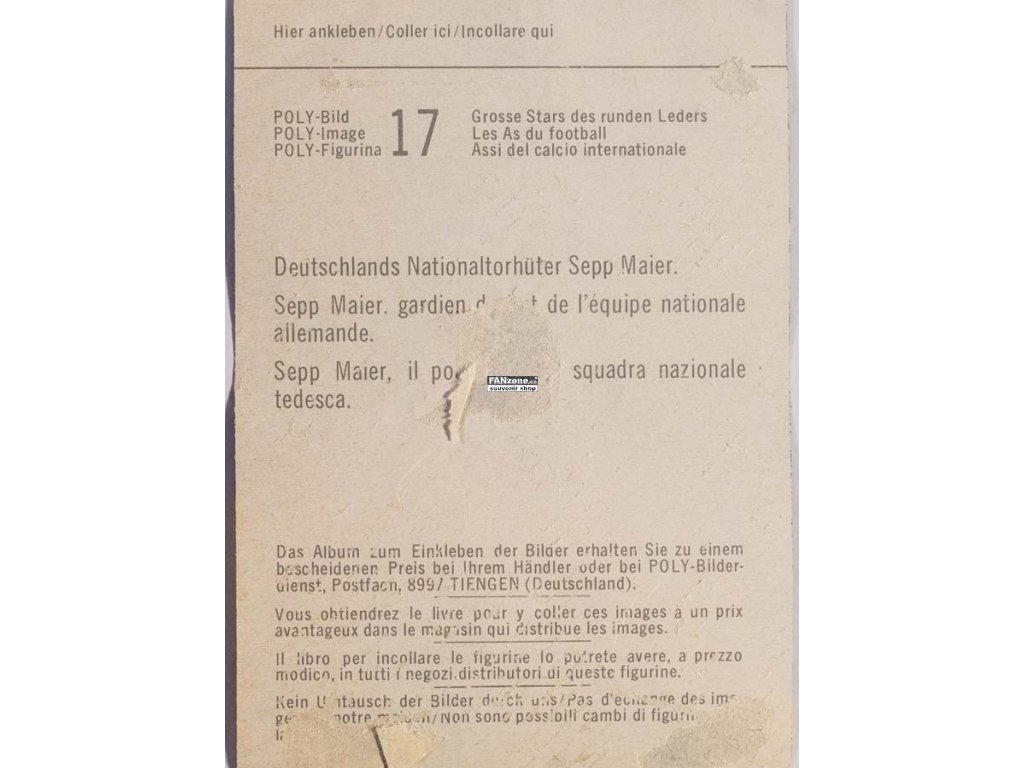 Hier ankleben/Coller ici/Incollare qui
POLY-Bild
POLY-Image
POLY-Figurina
17
Grosse Stars des runden Leders
Les As du football
Assi del calcio internationale
Deutschlands Nationaltorhüter Sepp Maier.
Sepp Maier. gardien de l'équipe nationale
allemande.
Sepp Maier, il squadra nazionale
tedesca.
FANzone.cz
souvenir shop
Das Album zum Einkleben der Bilder erhalten Sie zu einem
bescheidenen Preis bei Ihrem Händler oder bei POLY-Bilder-
dienst, Postfach, 8997 TIENGEN (Deutschland).
Vous obtiendrez le livre pour y coller ces images à un prix
avantageux dans le magasin qui distribue les images.
Il libro per incollare le figurine lo potrete avere, a prezzo
modico, in tutti i negozi distributori di queste figurine.
Kein Umtausch der Bilder durch uns/Pas d'echange des
notre /Non sono possibili cambi di